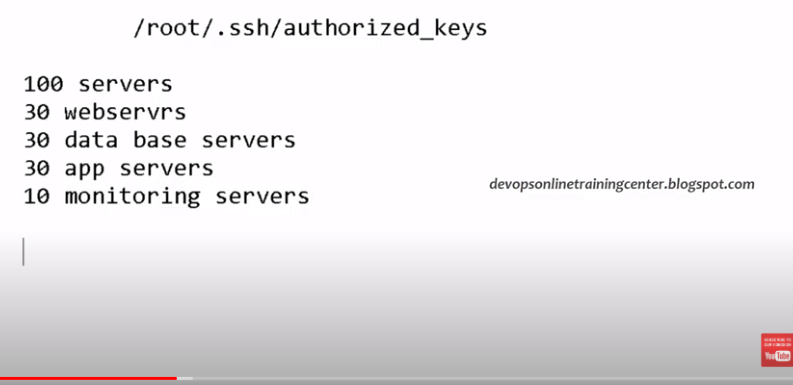 /root/.ssh/authorized_keys
100 servers
30 webservrs
30 data base servers
30 app servers
10 monitoring servers
devopsonlinetrainingcenter.blogspot.com
YouTube